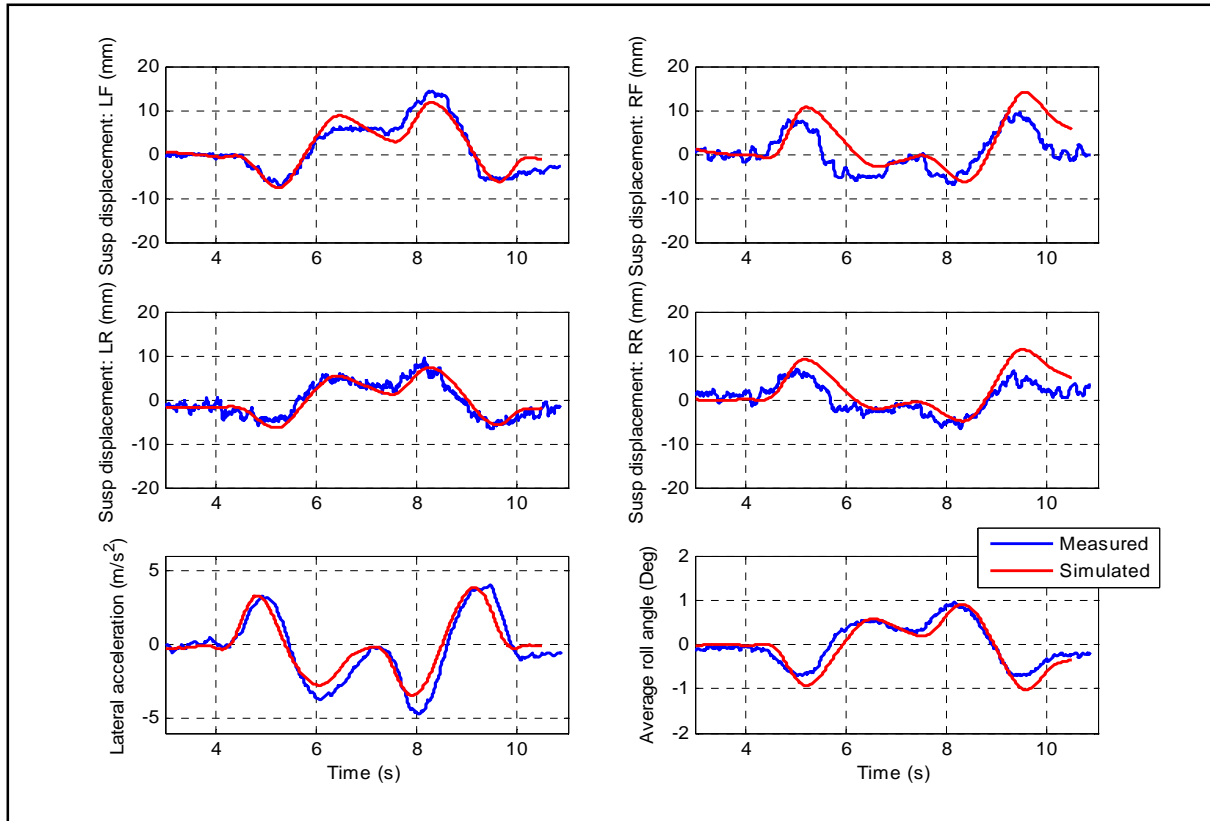 Susp displacement: LF (mm)
20
10
0
-10
-20
4 6 8 10
Susp displacement: RF (mm)
20
10
0
-10
-20
4 6 8 10
Susp displacement: LR (mm)
20
10
0
-10
-20
4 6 8 10
Susp displacement: RR (mm)
20
10
0
-10
-20
4 6 8 10
Lateral acceleration (m/s²)
5
0
-5
4 6 8 10
Time (s)
Average roll angle (Deg)
2
1
0
-1
-2
4 6 8 10
Time (s)
Measured
Simulated